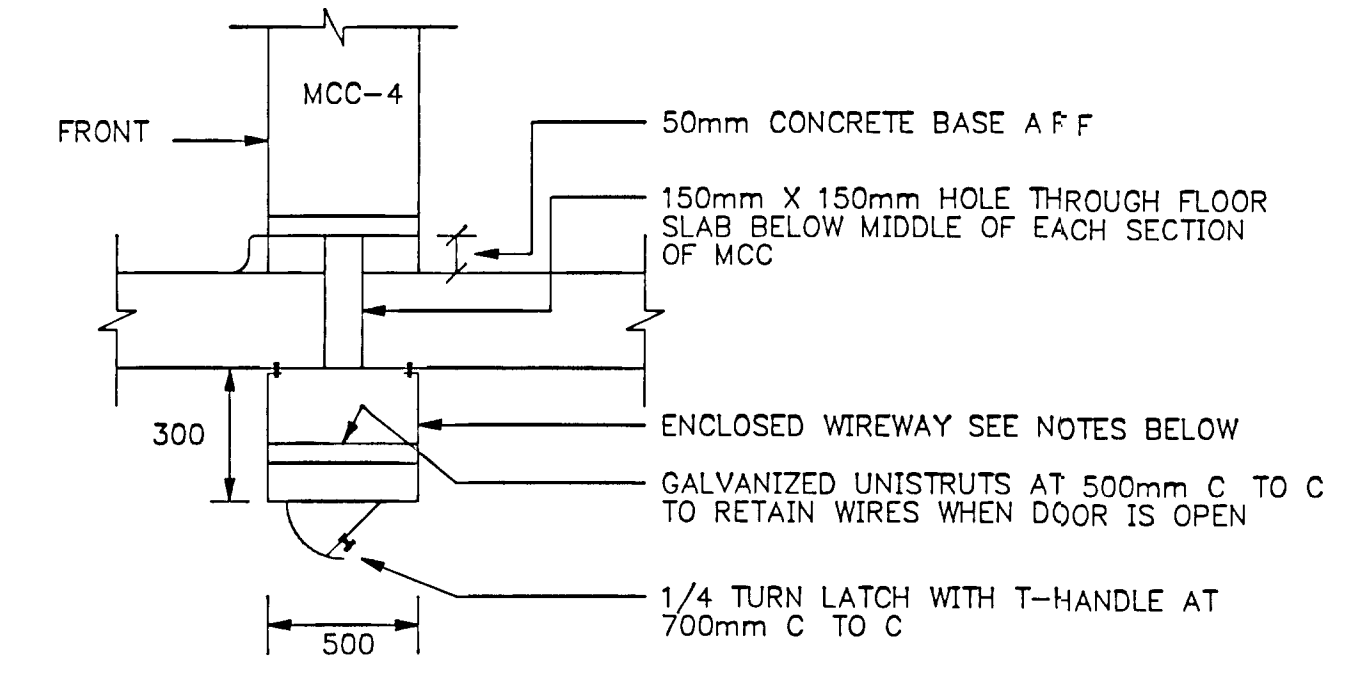 MCC-4
FRONT
50mm CONCRETE BASE A F F
150mm X 150mm HOLE THROUGH FLOOR
SLAB BELOW MIDDLE OF EACH SECTION
OF MCC
300
ENCLOSED WIREWAY SEE NOTES BELOW
GALVANIZED UNISTRUTS AT 500mm C TO C
TO RETAIN WIRES WHEN DOOR IS OPEN
1/4 TURN LATCH WITH T-HANDLE AT
700mm C TO C
500